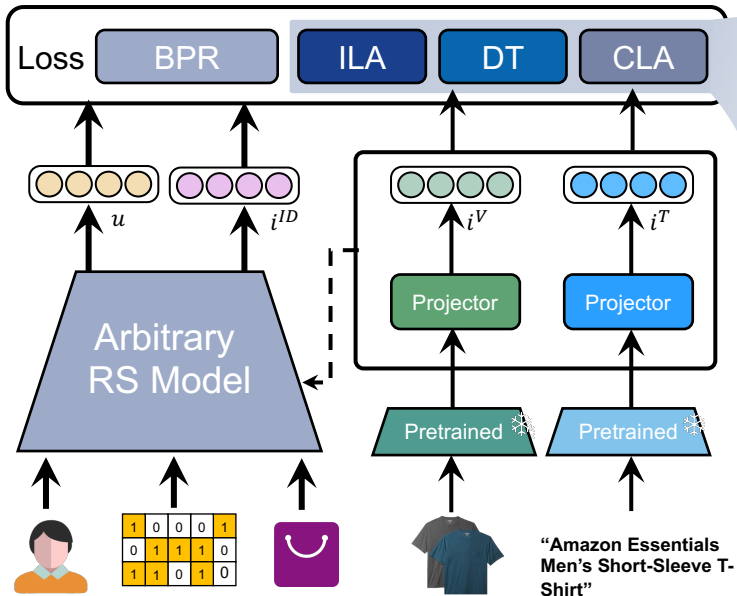 Loss
BPR
ILA
DT
CLA
u
i^{ID}
i^{V}
i^{T}
Projector
Projector
Arbitrary
RS Model
Pretrained
Pretrained
1 0 0 0 1
0 1 1 1 0
1 1 0 1 0
“Amazon Essentials
Men’s Short-Sleeve T-
Shirt”